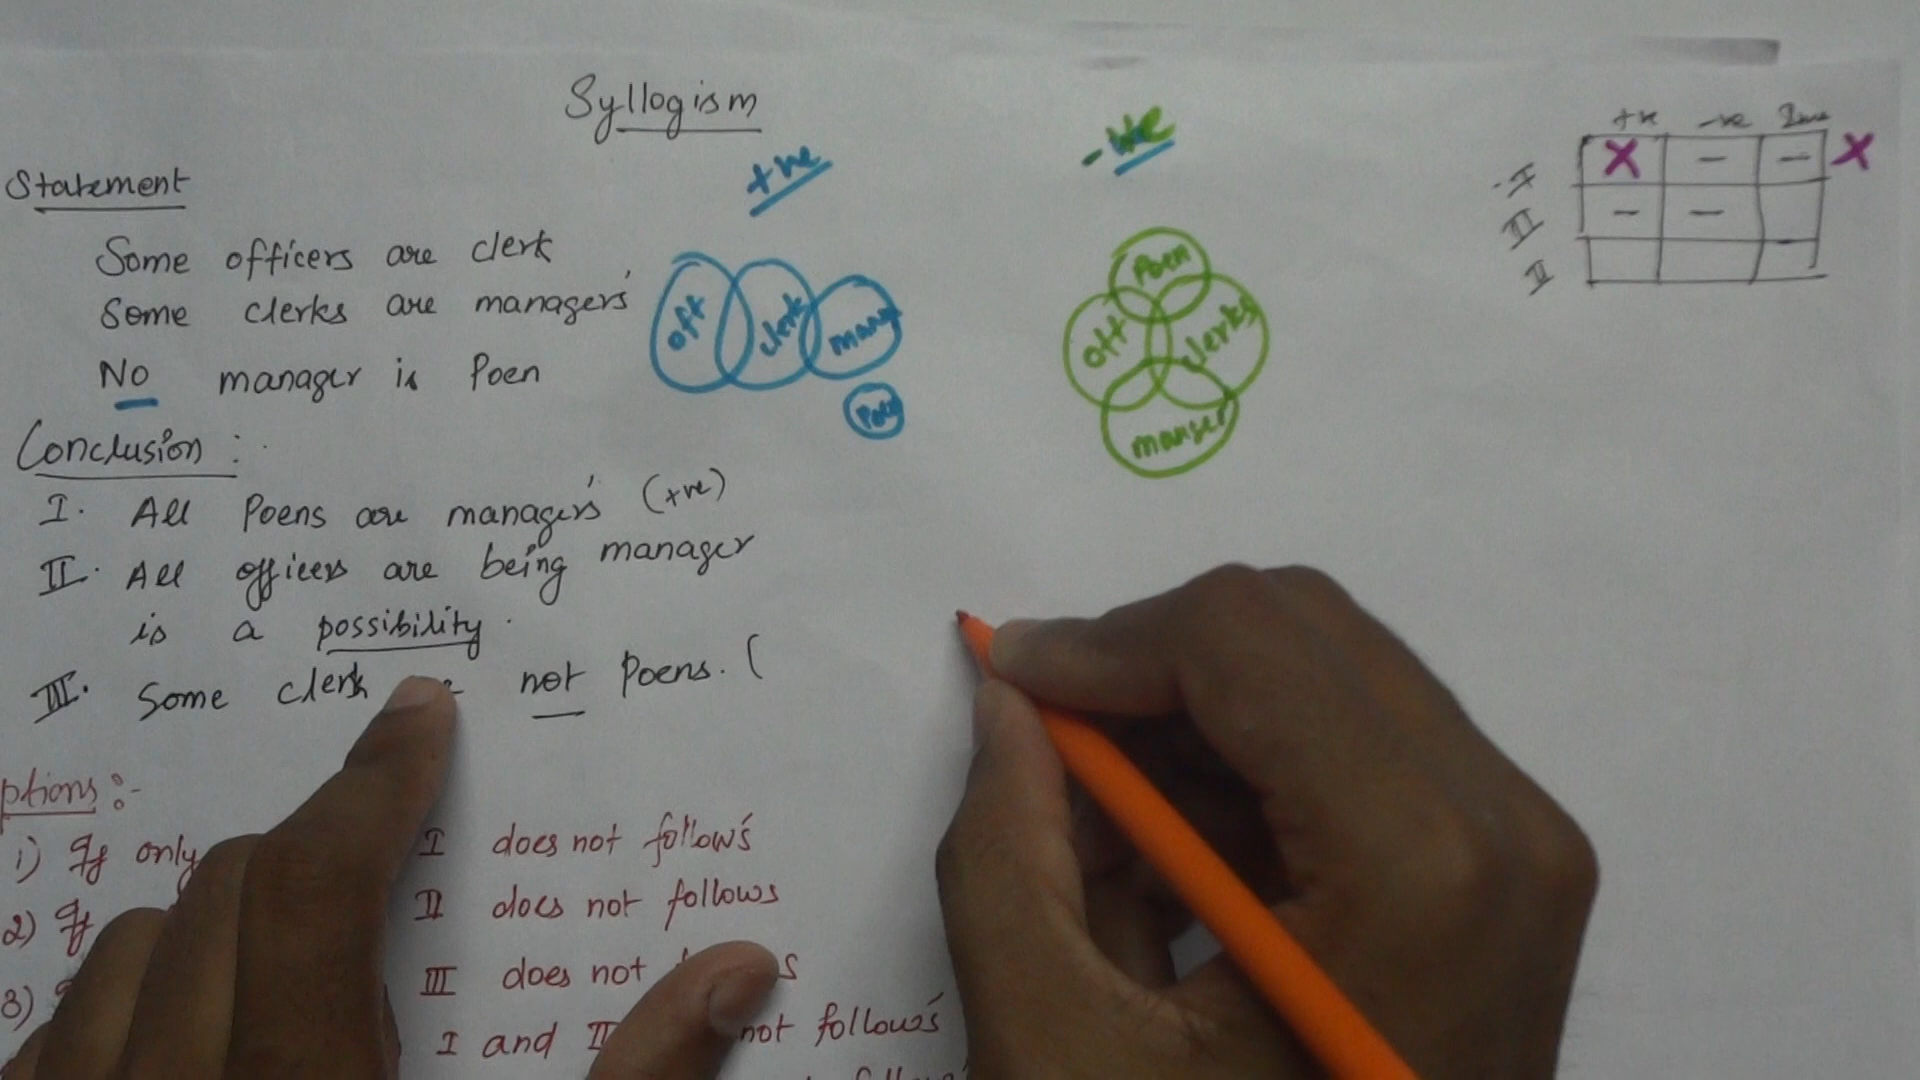 Syllogism
Statement
Some officers are clerk
Some clerks are managers
NO manager is Poen
Conclusion :
I. All Poens are managers (+ve)
II. All officers are being manager
is a possibility.
III. Some clerk not Poens. (
ptions :-
1) If only I does not follows
2) If II does not follows
3) III does not
I and not follows
+ve
off clerk
Poen
-ve
Poen
off clerks
manger
+ve -ve
X - - X
I
III - -
II